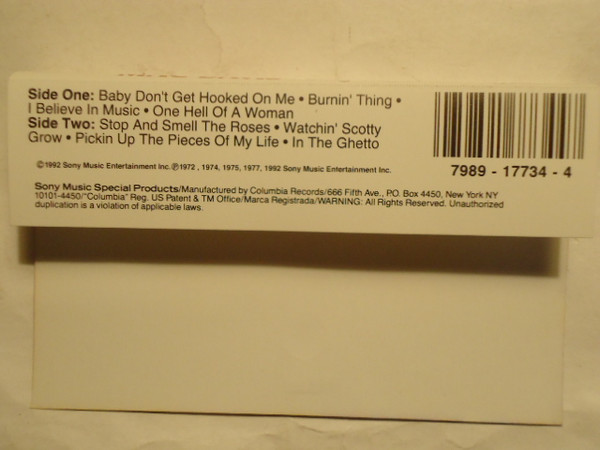 Side One: Baby Don't Get Hooked On Me • Burnin' Thing •
I Believe In Music • One Hell Of A Woman
Side Two: Stop And Smell The Roses • Watchin' Scotty
Grow • Pickin Up The Pieces Of My Life • In The Ghetto
©1992 Sony Music Entertainment Inc. ℗1972 , 1974, 1975, 1977, 1992 Sony Music Entertainment Inc.
Sony Music Special Products/Manufactured by Columbia Records/666 Fifth Ave., P.O. Box 4450, New York NY
10101-4450/"Columbia" Reg. US Patent & TM Office/Marca Registrada/WARNING: All Rights Reserved. Unauthorized
duplication is a violation of applicable laws.
7989 - 17734 - 4